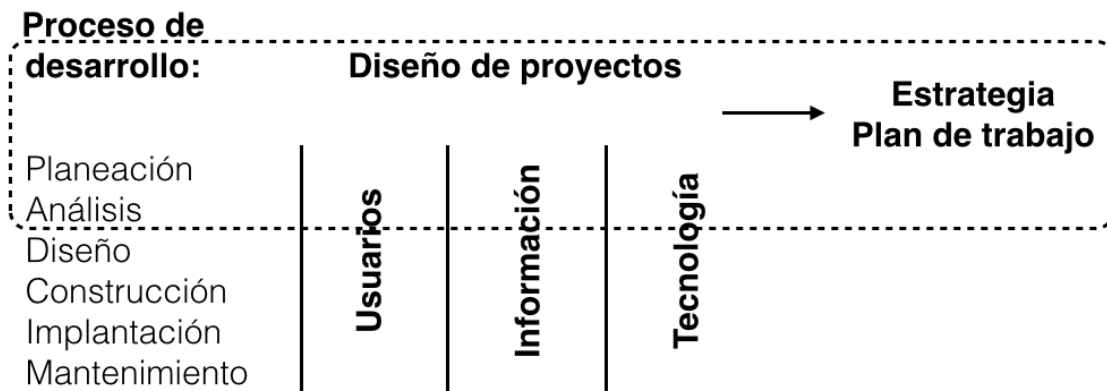 Proceso de
desarrollo:
Diseño de proyectos
Estrategia
Plan de trabajo
Planeación
Análisis
Diseño
Construcción
Implantación
Mantenimiento
Usuarios
Información
Tecnología